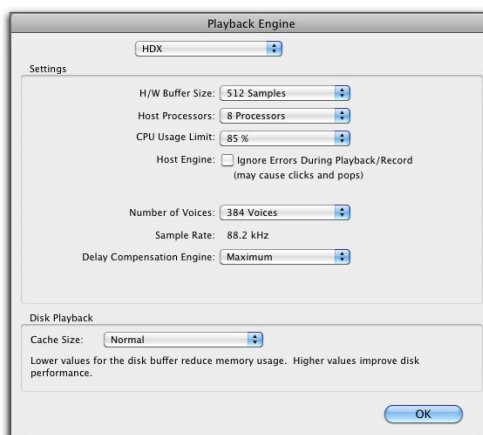 Playback Engine
HDX
Settings
H/W Buffer Size: 512 Samples
Host Processors: 8 Processors
CPU Usage Limit: 85 %
Host Engine: Ignore Errors During Playback/Record
(may cause clicks and pops)
Number of Voices: 384 Voices
Sample Rate: 88.2 kHz
Delay Compensation Engine: Maximum
Disk Playback
Cache Size: Normal
Lower values for the disk buffer reduce memory usage. Higher values improve disk
performance.
OK